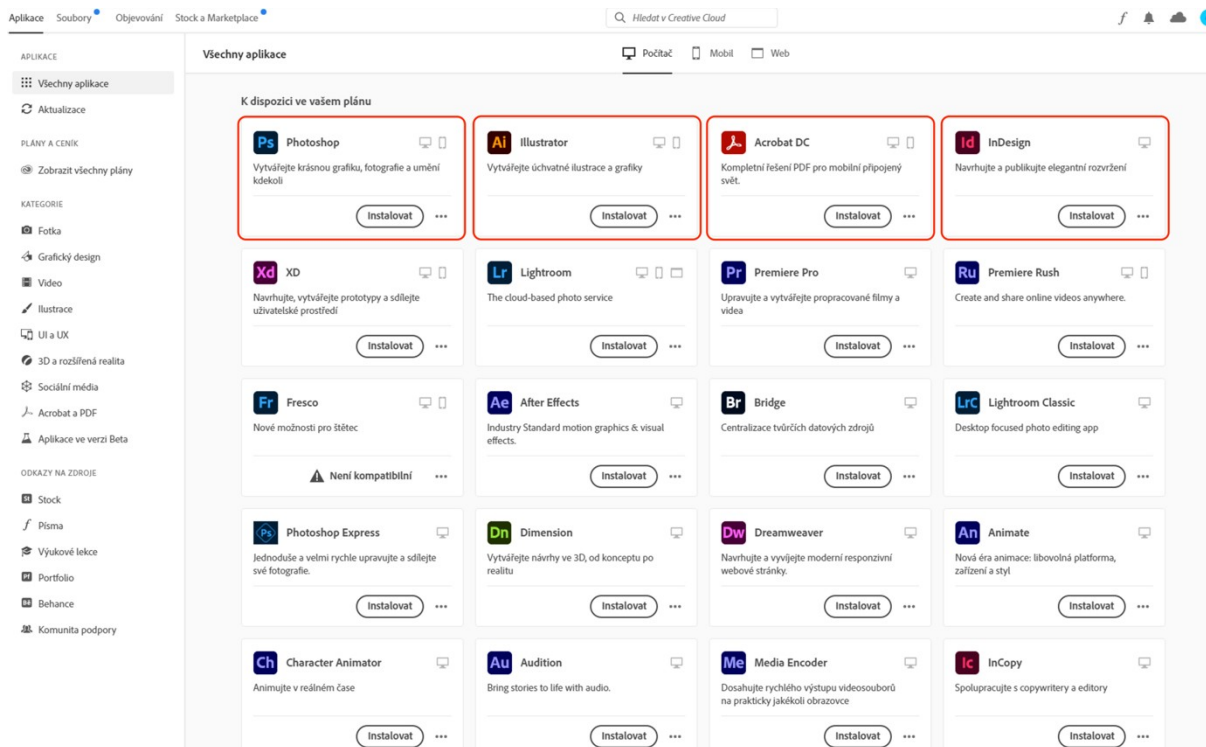 Aplikace Soubory Objevování Stock a Marketplace Hledat v Creative Cloud
APLIKACE
Všechny aplikace
Aktualizace
PLÁNY A CENÍK
Zobrazit všechny plány
KATEGORIE
Fotka
Grafický design
Video
Ilustrace
UI a UX
3D a rozšířená realita
Sociální média
Acrobat a PDF
Aplikace ve verzi Beta
ODKAZY NA ZDROJE
St Stock
Písma
Výukové lekce
Pf Portfolio
Bē Behance
Komunita podpory
Všechny aplikace Počítač Mobil Web
K dispozici ve vašem plánu
Ps Photoshop
Vytvářejte krásnou grafiku, fotografie a umění
kdekoli
Instalovat
Ai Illustrator
Vytvářejte úchvatné ilustrace a grafiky
Instalovat
Acrobat DC
Kompletní řešení PDF pro mobilní připojený
svět.
Instalovat
Id InDesign
Navrhujte a publikujte elegantní rozvržení
Instalovat
Xd XD
Navrhujte, vytvářejte prototypy a sdílejte
uživatelské prostředí
Instalovat
Lr Lightroom
The cloud-based photo service
Instalovat
Pr Premiere Pro
Upravujte a vytvářejte propracované filmy a
videa
Instalovat
Ru Premiere Rush
Create and share online videos anywhere.
Instalovat
Fr Fresco
Nové možnosti pro štětec
Není kompatibilní
Ae After Effects
Industry Standard motion graphics & visual
effects.
Instalovat
Br Bridge
Centralizace tvůrčích datových zdrojů
Instalovat
LrC Lightroom Classic
Desktop focused photo editing app
Instalovat
Ps Photoshop Express
Jednoduše a velmi rychle upravujte a sdílejte
své fotografie.
Instalovat
Dn Dimension
Vytvářejte návrhy ve 3D, od konceptu po
realitu
Instalovat
Dw Dreamweaver
Navrhujte a vyvíjejte moderní responzivní
webové stránky.
Instalovat
An Animate
Nová éra animace: libovolná platforma,
zařízení a styl
Instalovat
Ch Character Animator
Animujte v reálném čase
Instalovat
Au Audition
Bring stories to life with audio.
Instalovat
Me Media Encoder
Dosahujte rychlého výstupu videosouborů
na prakticky jakékoli obrazovce
Instalovat
Ic InCopy
Spolupracujte s copywritery a editory
Instalovat